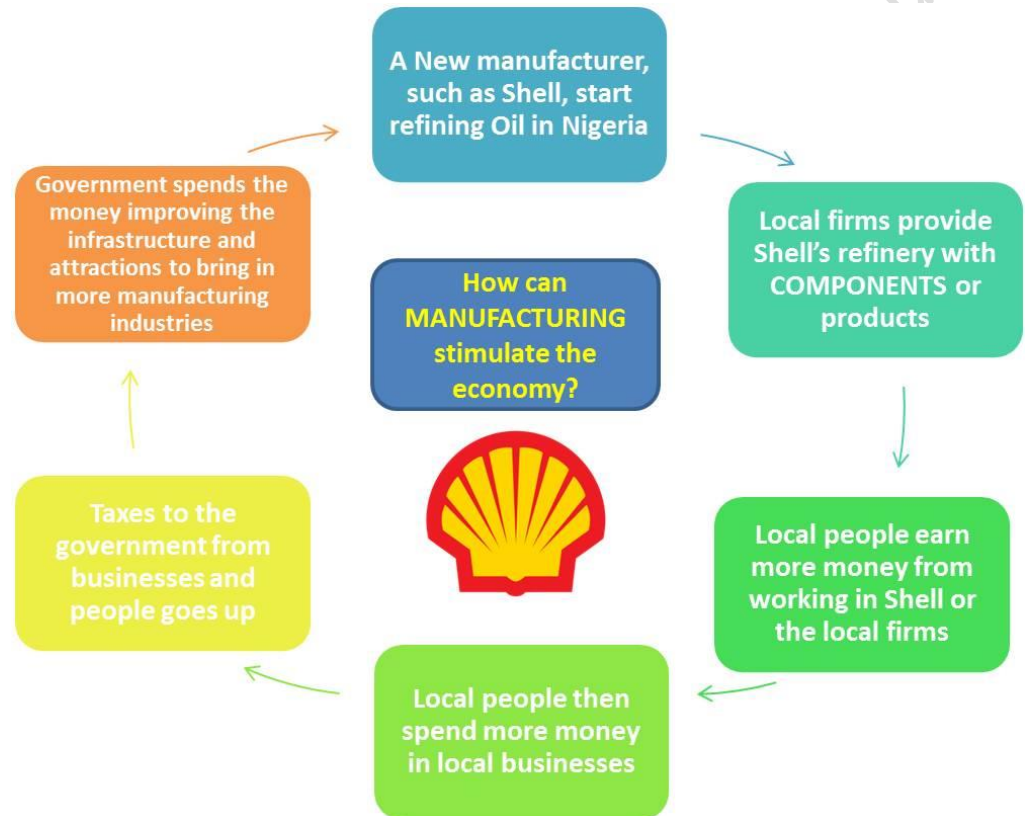 A New manufacturer,
such as Shell, start
refining Oil in Nigeria
Local firms provide
Shell's refinery with
COMPONENTS or
products
Local people earn
more money from
working in Shell or
the local firms
Local people then
spend more money
in local businesses
Taxes to the
government from
businesses and
people goes up
Government spends the
money improving the
infrastructure and
attractions to bring in
more manufacturing
industries
How can
MANUFACTURING
stimulate the
economy?